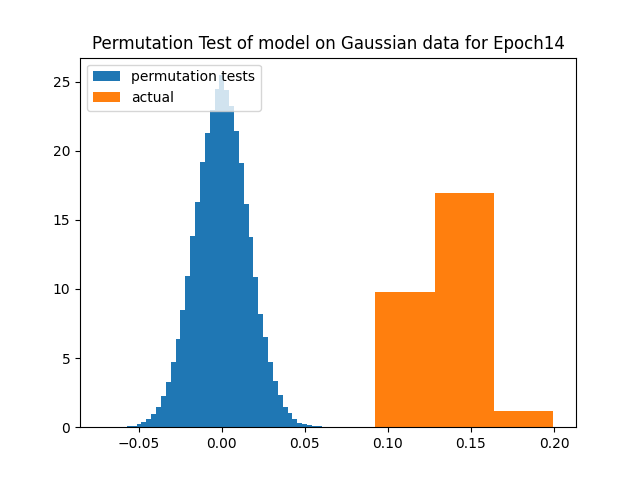 Permutation Test of model on Gaussian data for Epoch14
permutation tests
actual
25
20
15
10
5
0
−0.05 0.00 0.05 0.10 0.15 0.20